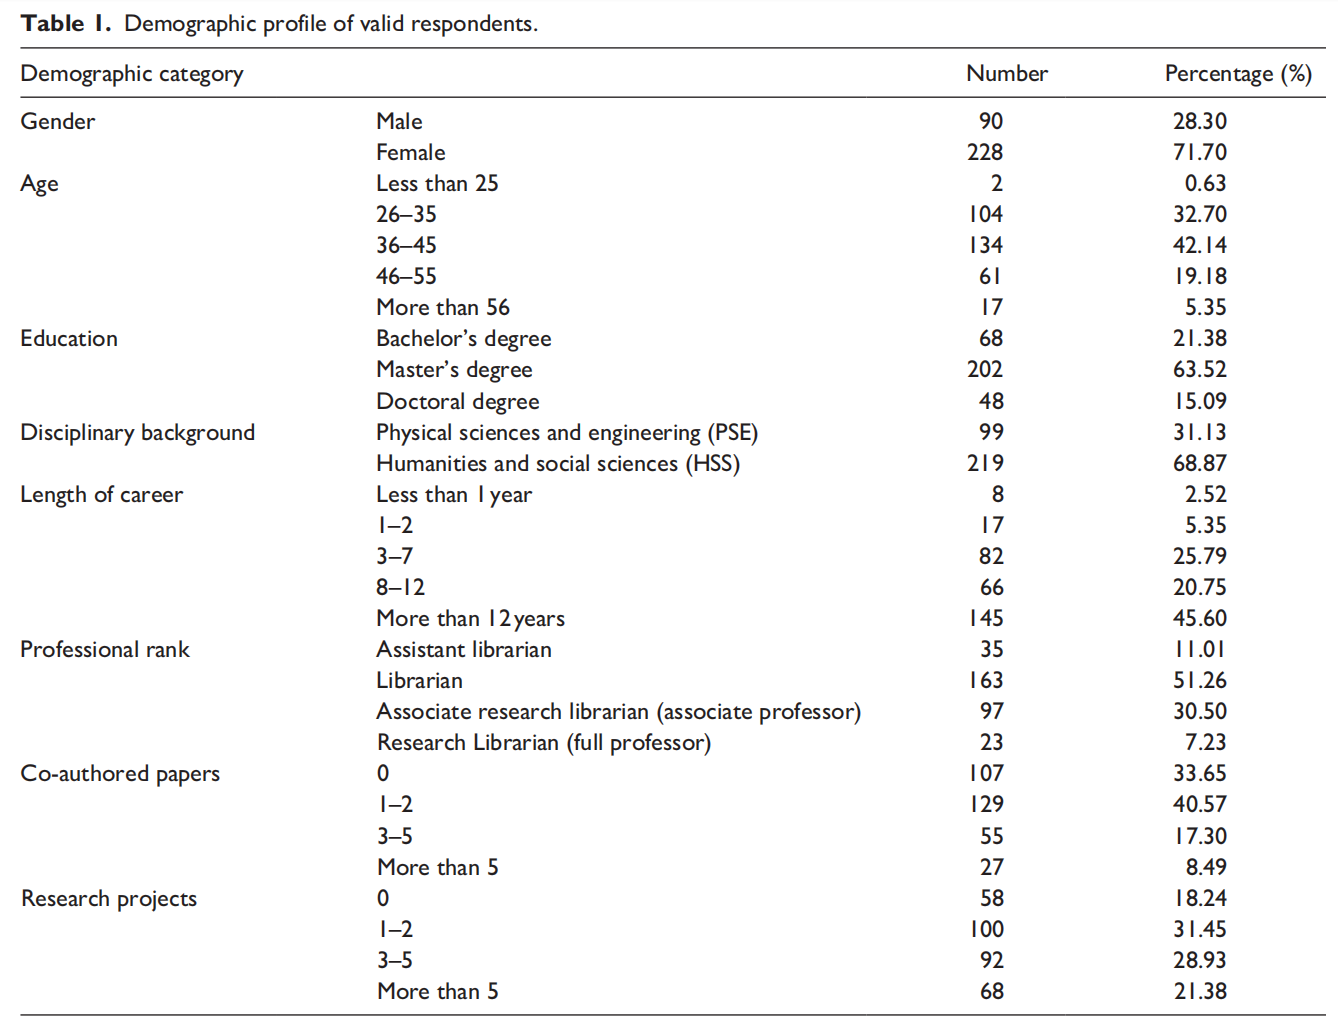 Table 1. Demographic profile of valid respondents.
Demographic category Number Percentage (%)
Gender Male 90 28.30
Female 228 71.70
Age Less than 25 2 0.63
26–35 104 32.70
36–45 134 42.14
46–55 61 19.18
More than 56 17 5.35
Education Bachelor’s degree 68 21.38
Master’s degree 202 63.52
Doctoral degree 48 15.09
Disciplinary background Physical sciences and engineering (PSE) 99 31.13
Humanities and social sciences (HSS) 219 68.87
Length of career Less than 1 year 8 2.52
1–2 17 5.35
3–7 82 25.79
8–12 66 20.75
More than 12 years 145 45.60
Professional rank Assistant librarian 35 11.01
Librarian 163 51.26
Associate research librarian (associate professor) 97 30.50
Research Librarian (full professor) 23 7.23
Co-authored papers 0 107 33.65
1–2 129 40.57
3–5 55 17.30
More than 5 27 8.49
Research projects 0 58 18.24
1–2 100 31.45
3–5 92 28.93
More than 5 68 21.38